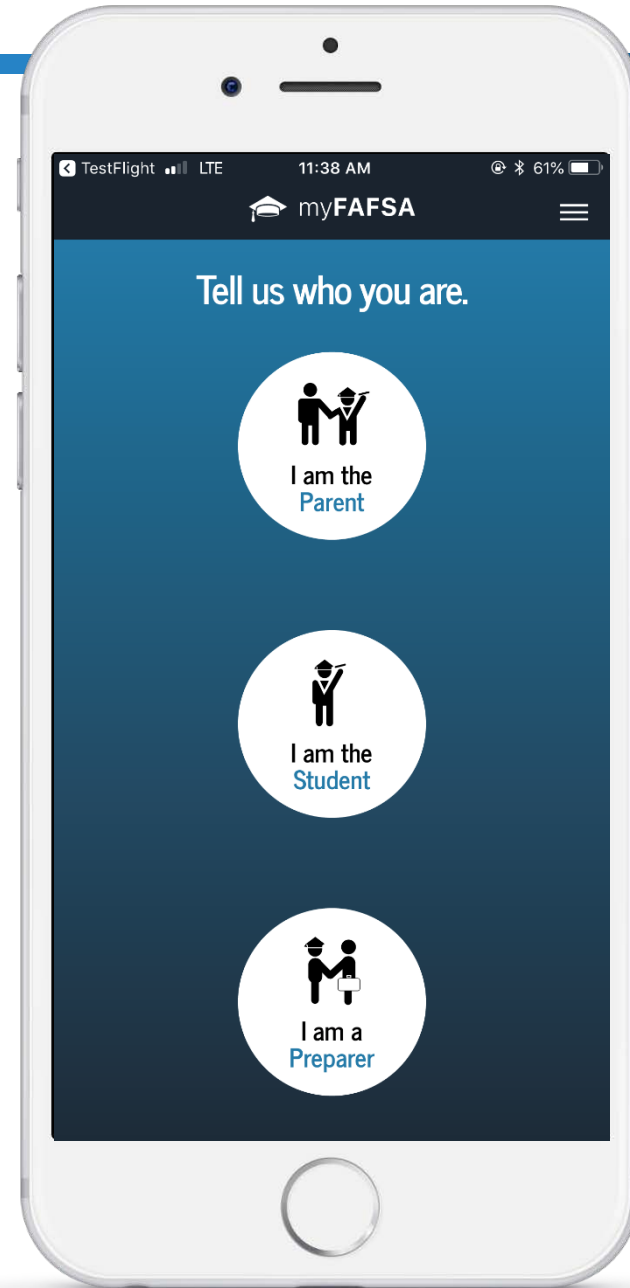 TestFlight LTE 11:38 AM 61%
myFAFSA
Tell us who you are.
I am the
Parent
I am the
Student
I am a
Preparer